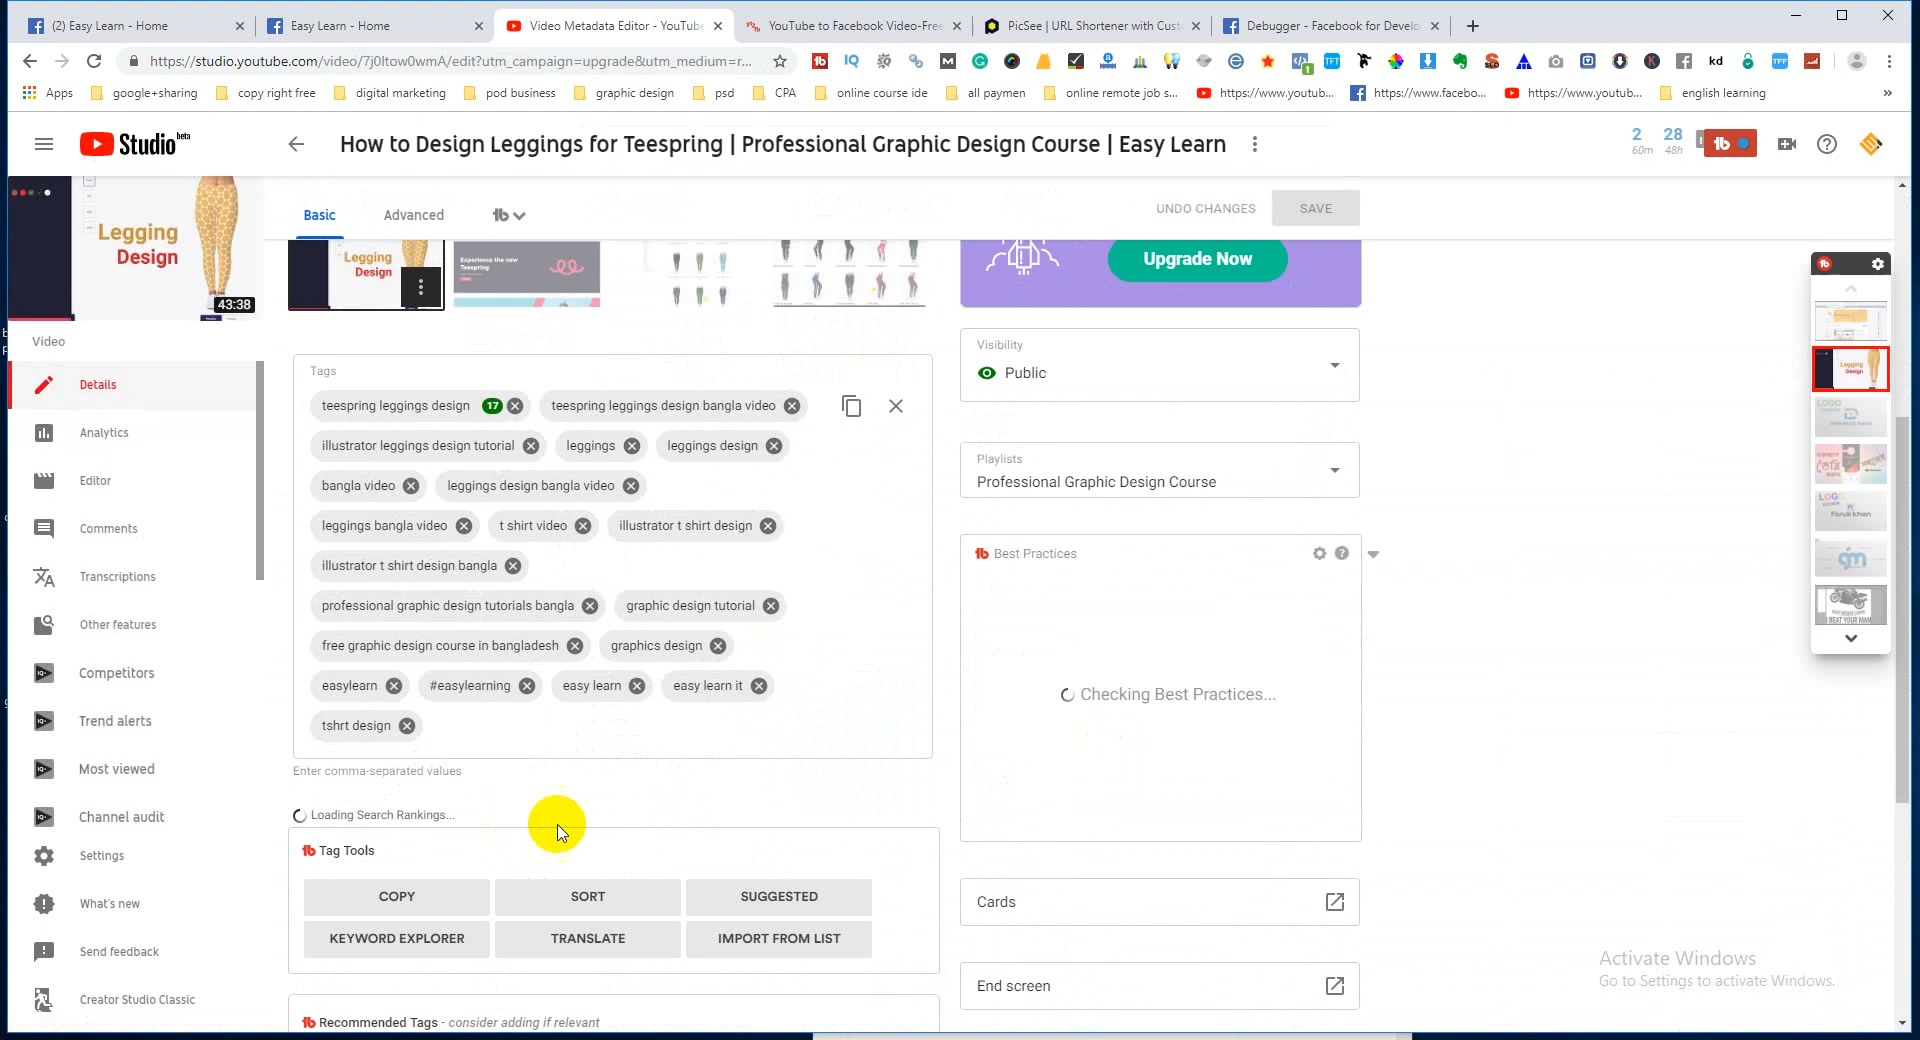 (2) Easy Learn - Home
Easy Learn - Home
Video Metadata Editor - YouTube
YouTube to Facebook Video-Free
PicSee | URL Shortener with Cust
Debugger - Facebook for Develo
https://studio.youtube.com/video/7j0ltow0wmA/edit?utm_campaign=upgrade&utm_medium=r...
Apps
google+sharing
copy right free
digital marketing
pod business
graphic design
psd
CPA
online course ide
all paymen
online remote job s...
https://www.youtub...
https://www.facebo...
https://www.youtub...
english learning
Studio beta
How to Design Leggings for Teespring | Professional Graphic Design Course | Easy Learn
2 28
60m 48h
Legging
Design
43:38
Basic
Advanced
UNDO CHANGES
SAVE
Legging
Design
Experience the new
Teespring
Upgrade Now
Video
Details
Analytics
Editor
Comments
Transcriptions
Other features
Competitors
Trend alerts
Most viewed
Channel audit
Settings
What's new
Send feedback
Creator Studio Classic
Tags
teespring leggings design 17
teespring leggings design bangla video
illustrator leggings design tutorial
leggings
leggings design
bangla video
leggings design bangla video
leggings bangla video
t shirt video
illustrator t shirt design
illustrator t shirt design bangla
professional graphic design tutorials bangla
graphic design tutorial
free graphic design course in bangladesh
graphics design
easylearn
#easylearning
easy learn
easy learn it
tshrt design
Enter comma-separated values
Loading Search Rankings...
Tag Tools
COPY
SORT
SUGGESTED
KEYWORD EXPLORER
TRANSLATE
IMPORT FROM LIST
Recommended Tags - consider adding if relevant
Visibility
Public
Playlists
Professional Graphic Design Course
Best Practices
Checking Best Practices...
Cards
End screen
Legging
Design
Faruk khan
gm
BEAT YOUR MAN
Activate Windows
Go to Settings to activate Windows.